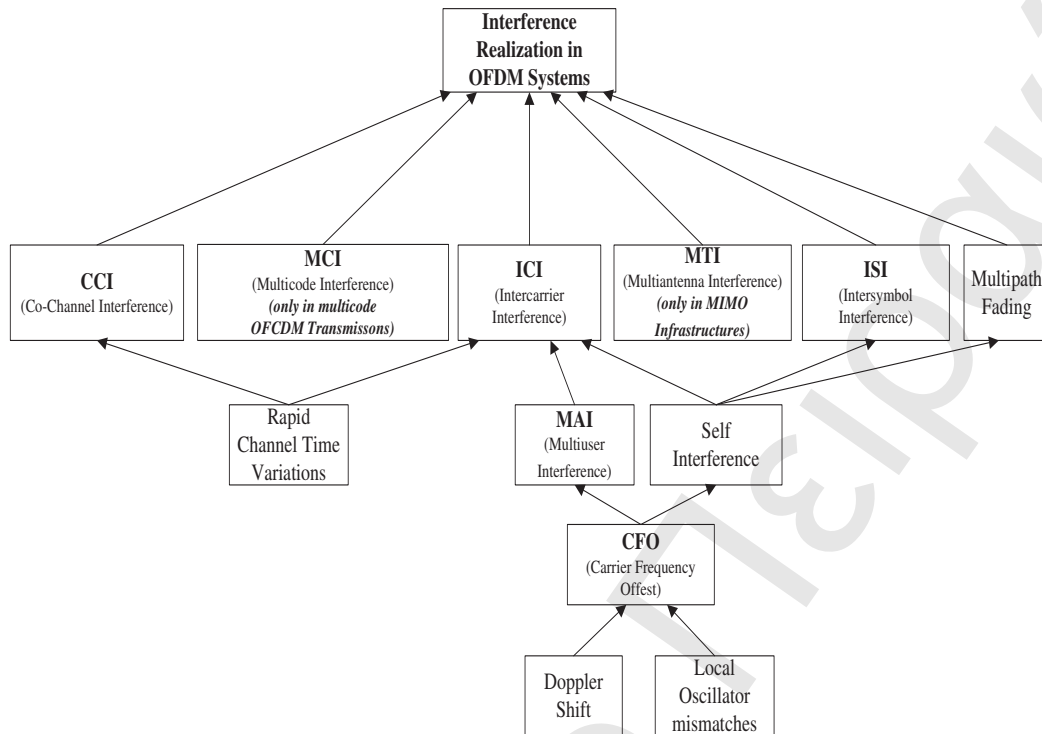 Interference
Realization in
OFDM Systems
CCI
(Co-Channel Interference)
MCI
(Multicode Interference)
(only in multicode
OFCDM Transmissons)
ICI
(Intercarrier
Interference)
MTI
(Multiantenna Interference)
(only in MIMO
Infrastructures)
ISI
(Intersymbol
Interference)
Multipath
Fading
Rapid
Channel Time
Variations
MAI
(Multiuser
Interference)
Self
Interference
CFO
(Carrier Frequency
Offest)
Doppler
Shift
Local
Oscillator
mismatches